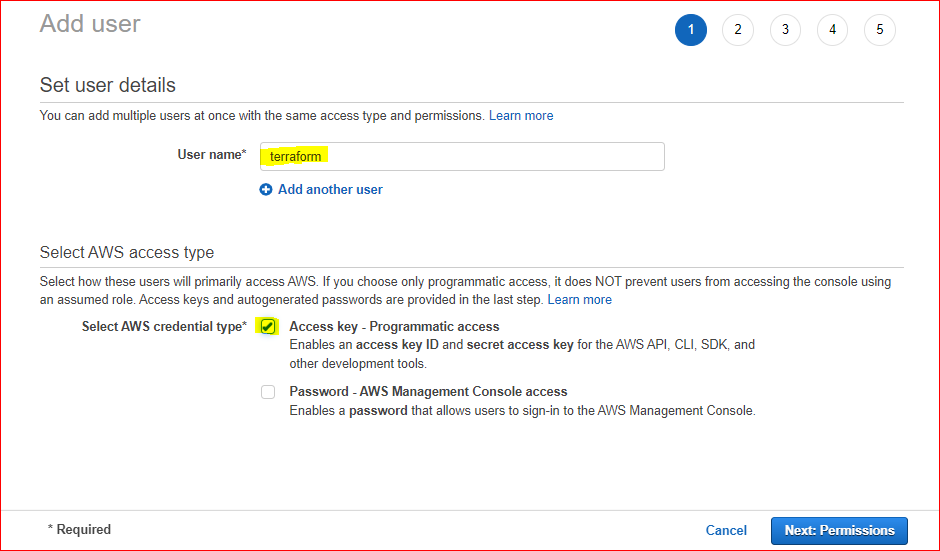 Add user
1 2 3 4 5
Set user details
You can add multiple users at once with the same access type and permissions. Learn more
User name* terraform
Add another user
Select AWS access type
Select how these users will primarily access AWS. If you choose only programmatic access, it does NOT prevent users from accessing the console using
an assumed role. Access keys and autogenerated passwords are provided in the last step. Learn more
Select AWS credential type* Access key - Programmatic access
Enables an access key ID and secret access key for the AWS API, CLI, SDK, and
other development tools.
Password - AWS Management Console access
Enables a password that allows users to sign-in to the AWS Management Console.
* Required
Cancel
Next: Permissions